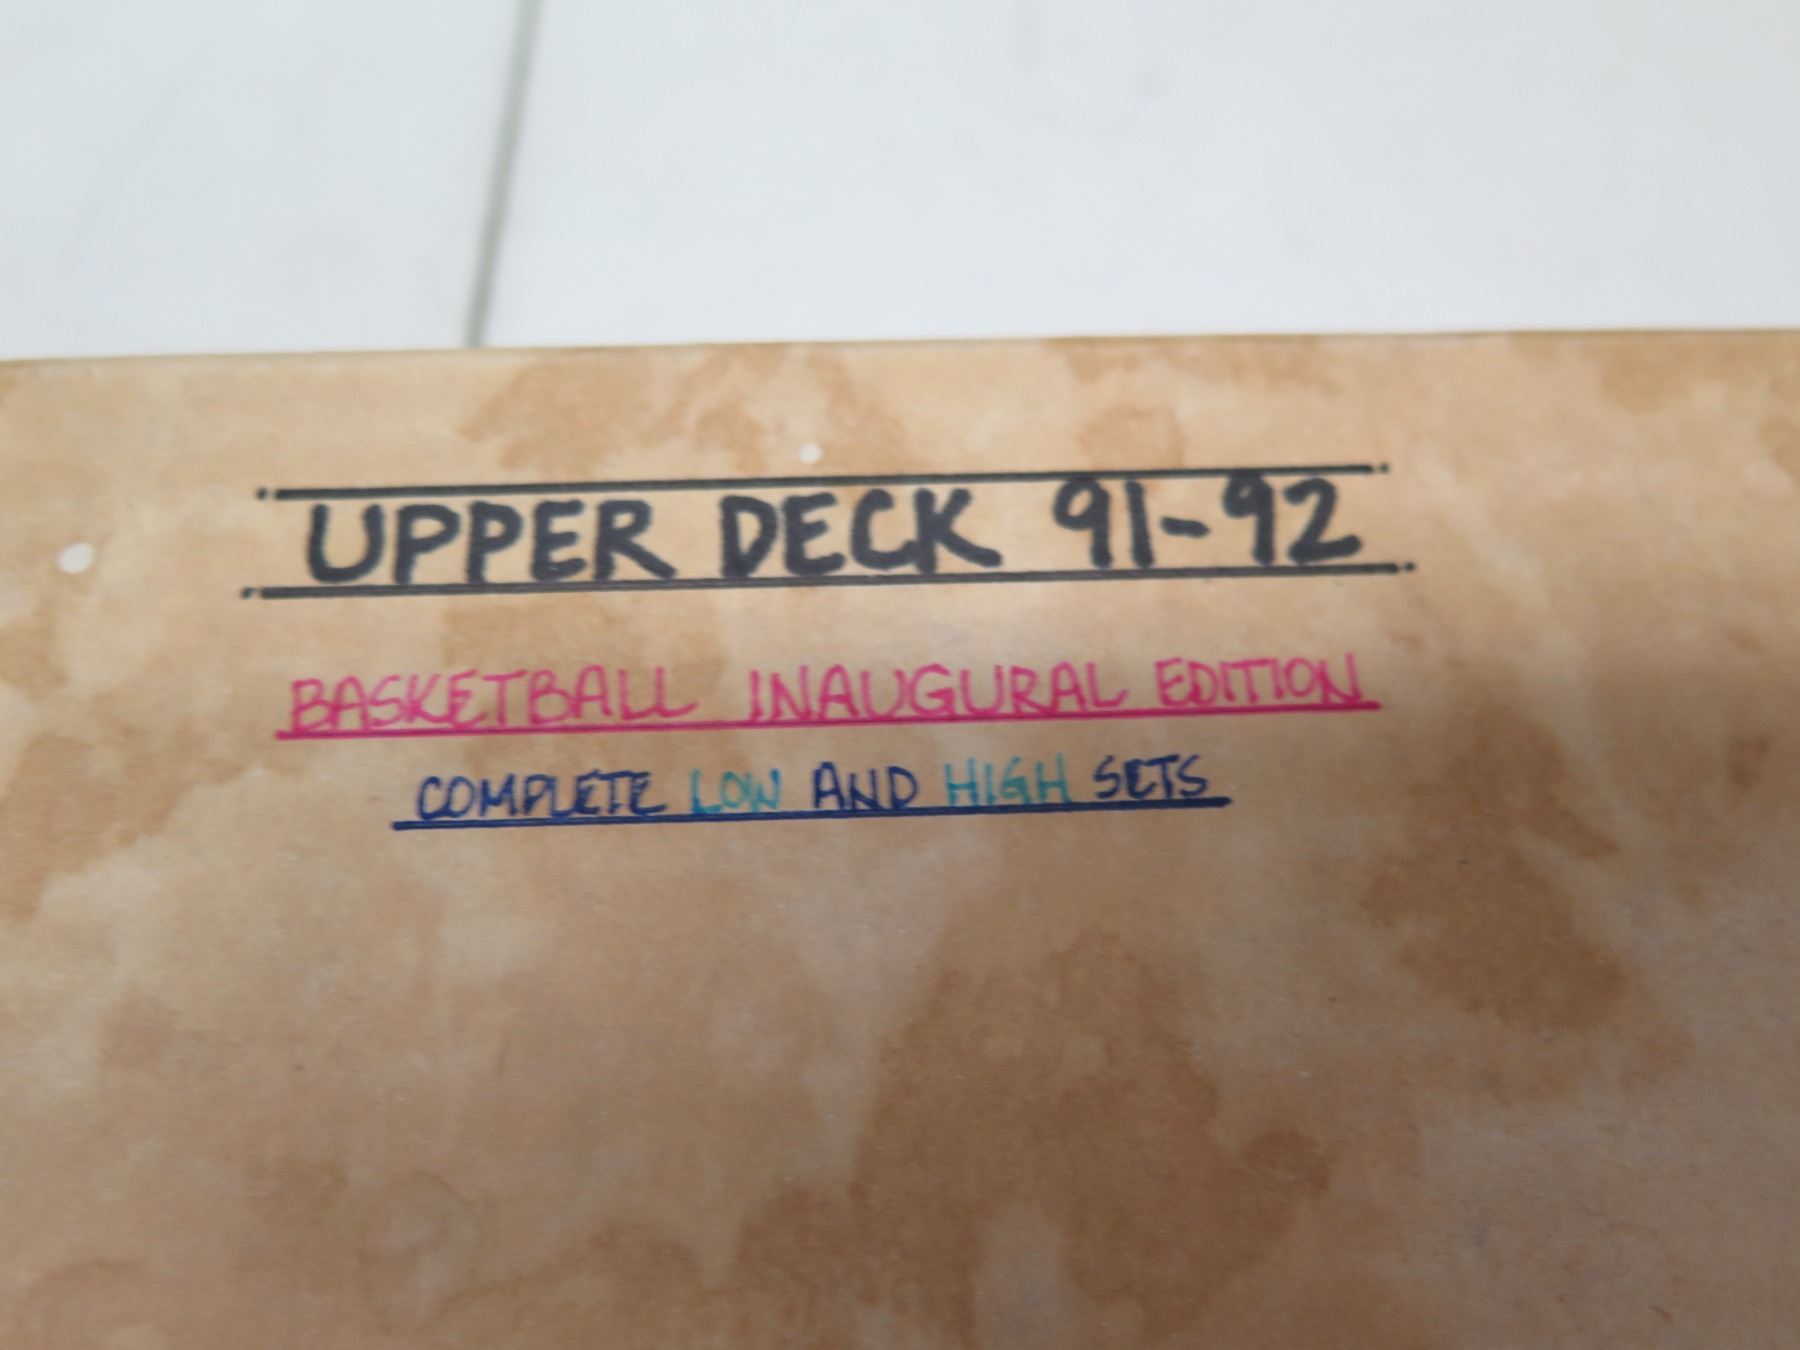 UPPER DECK 91-92
BASKETBALL INAUGURAL EDITION
COMPLETE LOW AND HIGH SETS